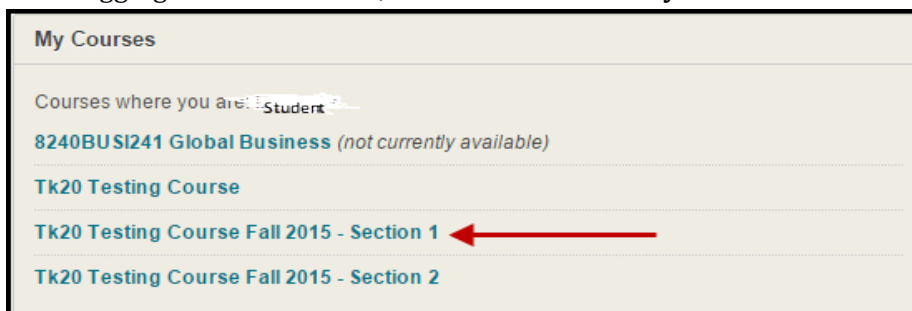 My Courses
Courses where you are: Student
8240BUSI241 Global Business (not currently available)
Tk20 Testing Course
Tk20 Testing Course Fall 2015 - Section 1
Tk20 Testing Course Fall 2015 - Section 2